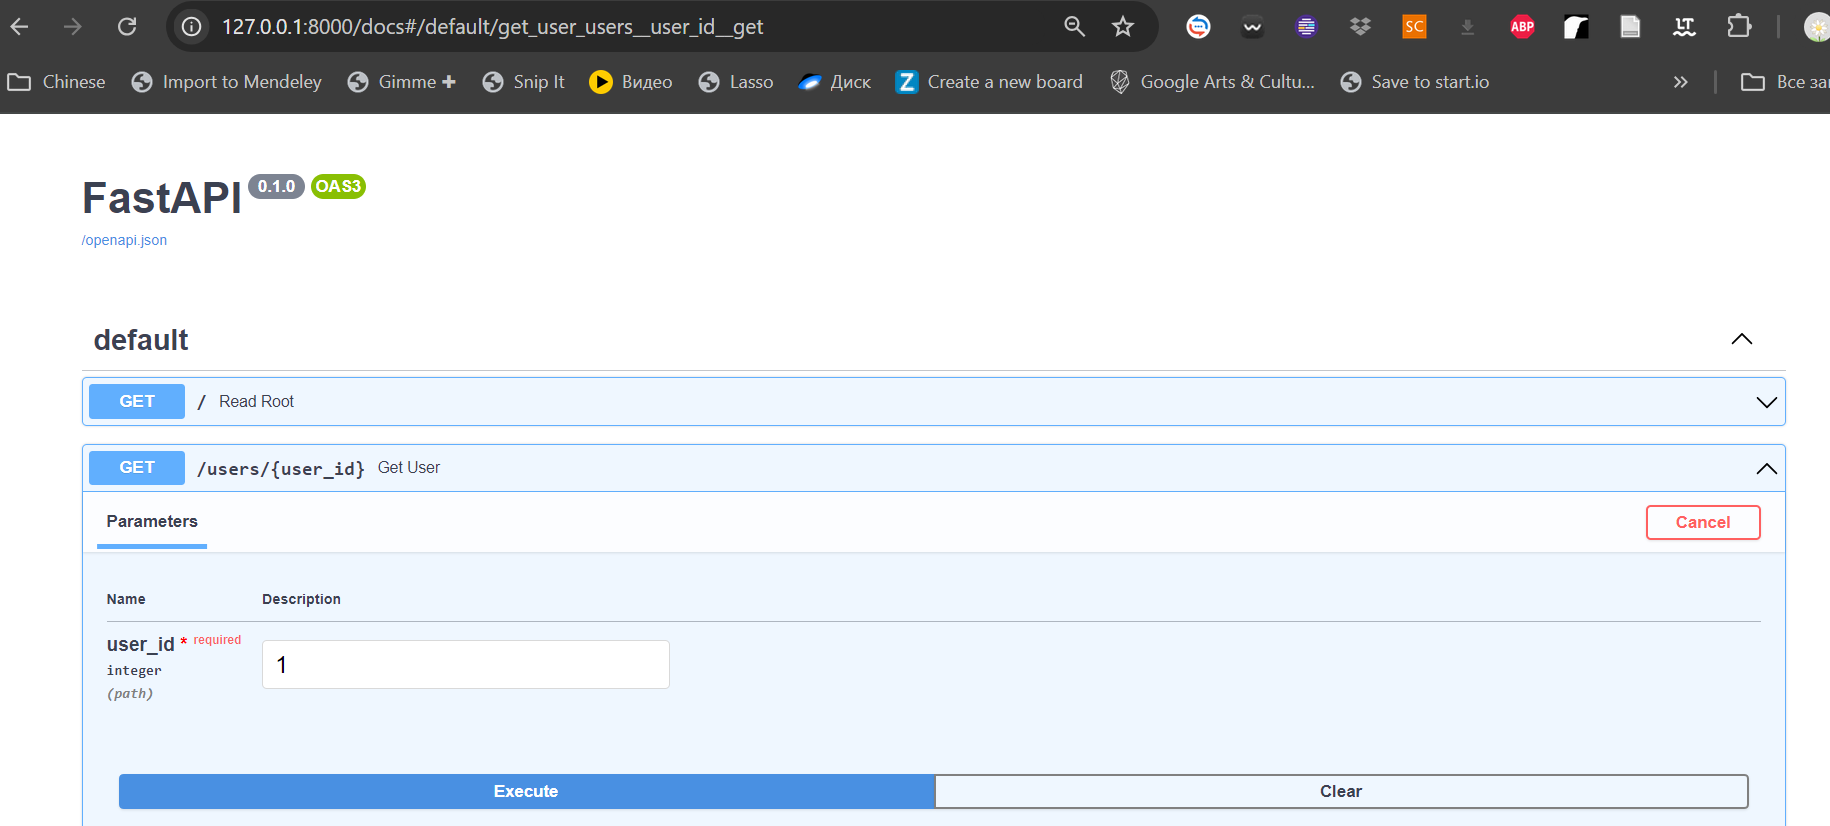 127.0.0.1:8000/docs#/default/get_user_users__user_id__get
SC ABP LT
Chinese Import to Mendeley Gimme + Snip It Видео Lasso Диск Z Create a new board Google Arts & Cultu... Save to start.io » Все
FastAPI 0.1.0 OAS3
/openapi.json
default
GET / Read Root
GET /users/{user_id} Get User
Parameters Cancel
Name Description
user_id * required 1
integer
(path)
Execute Clear